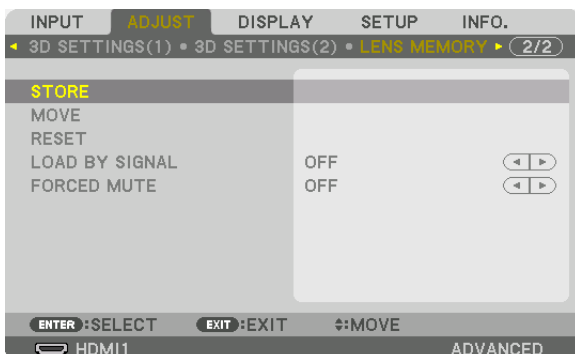 INPUT ADJUST DISPLAY SETUP INFO.
3D SETTINGS(1) • 3D SETTINGS(2) • LENS MEMORY 2/2
STORE
MOVE
RESET
LOAD BY SIGNAL OFF
FORCED MUTE OFF
ENTER :SELECT EXIT :EXIT :MOVE
HDMI1 ADVANCED